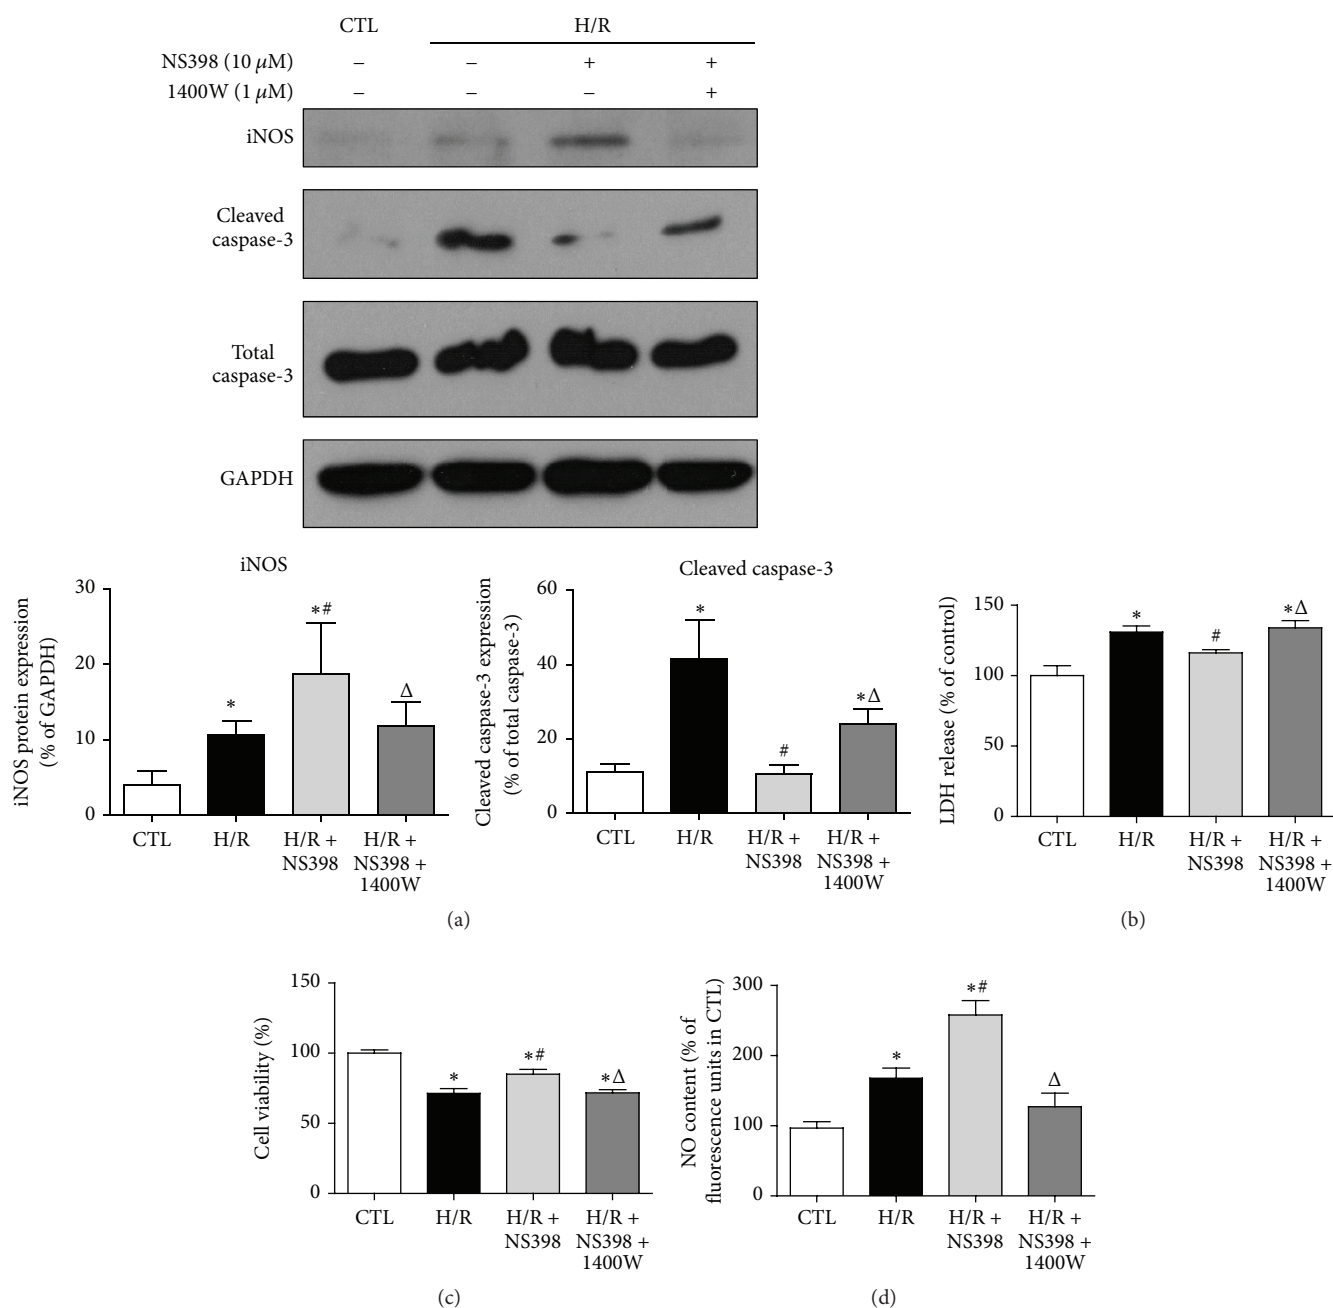 CTL H/R
NS398 (10 μM) – – + +
1400W (1 μM) – – – +
iNOS
Cleaved
caspase-3
Total
caspase-3
GAPDH
iNOS
iNOS protein expression
(% of GAPDH)
30
20
10
0
*
*#
Δ
CTL
H/R
H/R +
NS398
H/R +
NS398 +
1400W
Cleaved caspase-3
Cleaved caspase-3 expression
(% of total caspase-3)
60
40
20
0
*
#
*Δ
CTL
H/R
H/R +
NS398
H/R +
NS398 +
1400W
(a)
LDH release (% of control)
150
100
50
0
*
#
*Δ
CTL
H/R
H/R +
NS398
H/R +
NS398 +
1400W
(b)
Cell viability (%)
150
100
50
0
*
*#
*Δ
CTL
H/R
H/R +
NS398
H/R +
NS398 +
1400W
(c)
NO content (% of
fluorescence units in CTL)
300
200
100
0
*
*#
Δ
CTL
H/R
H/R +
NS398
H/R +
NS398 +
1400W
(d)